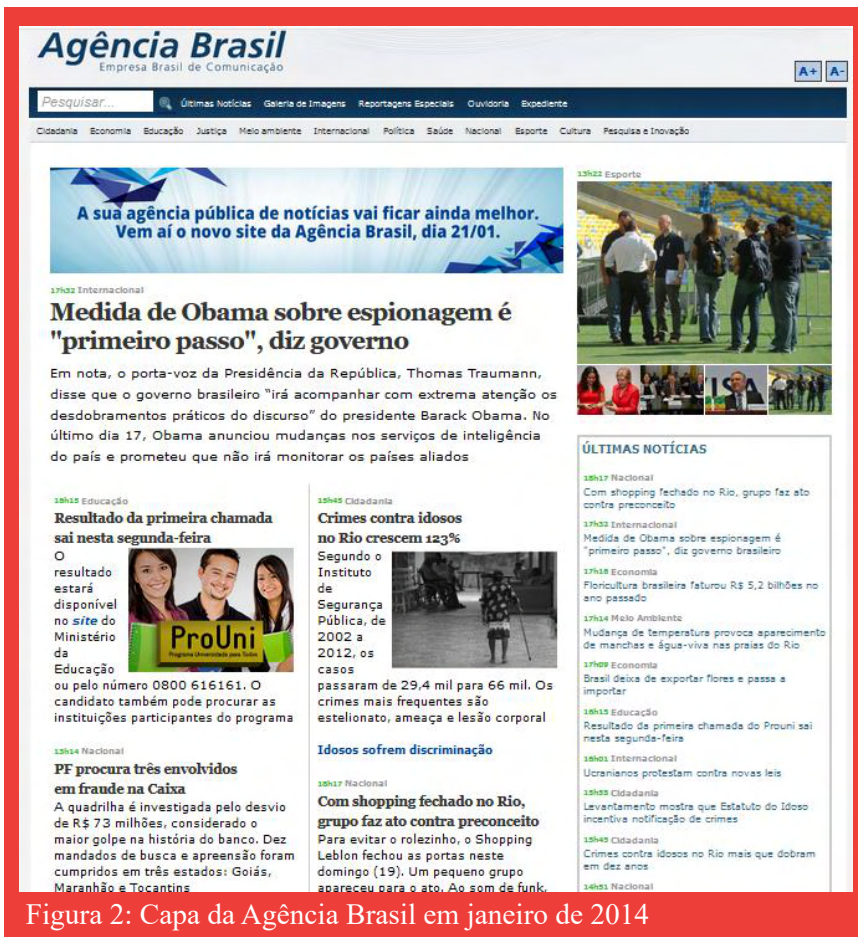 Agência Brasil
Empresa Brasil de Comunicação
A+ A-
Pesquisar... Últimas Notícias Galeria de Imagens Reportagens Especiais Ouvidoria Expediente
Cidadania Economia Educação Justiça Meio ambiente Internacional Política Saúde Nacional Esporte Cultura Pesquisa e Inovação
A sua agência pública de notícias vai ficar ainda melhor.
Vem aí o novo site da Agência Brasil, dia 21/01.
17h32 Internacional
Medida de Obama sobre espionagem é
"primeiro passo", diz governo
Em nota, o porta-voz da Presidência da República, Thomas Traumann,
disse que o governo brasileiro “irá acompanhar com extrema atenção os
desdobramentos práticos do discurso” do presidente Barack Obama. No
último dia 17, Obama anunciou mudanças nos serviços de inteligência
do país e prometeu que não irá monitorar os países aliados
16h15 Educação
Resultado da primeira chamada
sai nesta segunda-feira
O
resultado
estará
disponível
no site do
Ministério
da
Educação
ou pelo número 0800 616161. O
candidato também pode procurar as
instituições participantes do programa
ProUni
Programa Universidade para Todos
13h14 Nacional
PF procura três envolvidos
em fraude na Caixa
A quadrilha é investigada pelo desvio
de R$ 73 milhões, considerado o
maior golpe na história do banco. Dez
mandados de busca e apreensão foram
cumpridos em três estados: Goiás,
Maranhão e Tocantins
15h45 Cidadania
Crimes contra idosos
no Rio crescem 123%
Segundo o
Instituto
de
Segurança
Pública, de
2002 a
2012, os
casos
passaram de 29,4 mil para 66 mil. Os
crimes mais frequentes são
estelionato, ameaça e lesão corporal
Idosos sofrem discriminação
18h17 Nacional
Com shopping fechado no Rio,
grupo faz ato contra preconceito
Para evitar o rolezinho, o Shopping
Leblon fechou as portas neste
domingo (19). Um pequeno grupo
apareceu para o ato. Ao som de funk,
13h22 Esporte
ÚLTIMAS NOTÍCIAS
18h17 Nacional
Com shopping fechado no Rio, grupo faz ato
contra preconceito
17h32 Internacional
Medida de Obama sobre espionagem é
"primeiro passo", diz governo brasileiro
17h18 Economia
Floricultura brasileira faturou R$ 5,2 bilhões no
ano passado
17h14 Meio Ambiente
Mudança de temperatura provoca aparecimento
de manchas e água-viva nas praias do Rio
17h09 Economia
Brasil deixa de exportar flores e passa a
importar
16h15 Educação
Resultado da primeira chamada do Prouni sai
nesta segunda-feira
16h01 Internacional
Ucranianos protestam contra novas leis
15h55 Cidadania
Levantamento mostra que Estatuto do Idoso
incentiva notificação de crimes
15h45 Cidadania
Crimes contra idosos no Rio mais que dobram
em dez anos
14h51 Nacional
Figura 2: Capa da Agência Brasil em janeiro de 2014